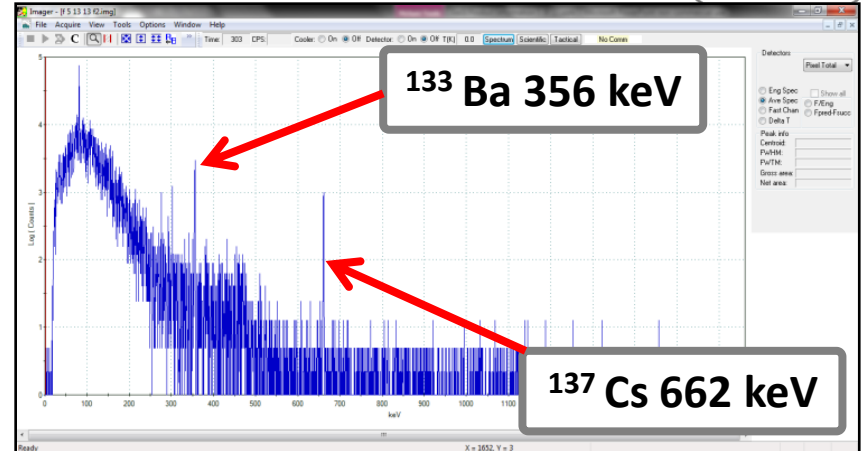 Imager - [f 5 13 13 f2.img]
File Acquire View Tools Options Window Help
C Time: 303 CPS: Cooler: On Off Detector: On Off T[K] 0.0 Spectrum Scientific Tactical No Comm
Detectors
Pixel Total
Eng Spec Show all
Ave Spec F/Eng
Fast Chan Fpred-Fsucc
Delta T
Peak info
Centroid:
FWHM:
FWTM:
Gross area:
Net area:
133 Ba 356 keV
137 Cs 662 keV
Log ( Counts )
5
4
3
2
1
0
0 100 200 300 400 500 600 700 800 900 1000 1100
keV
Ready X = 1652, Y = 3